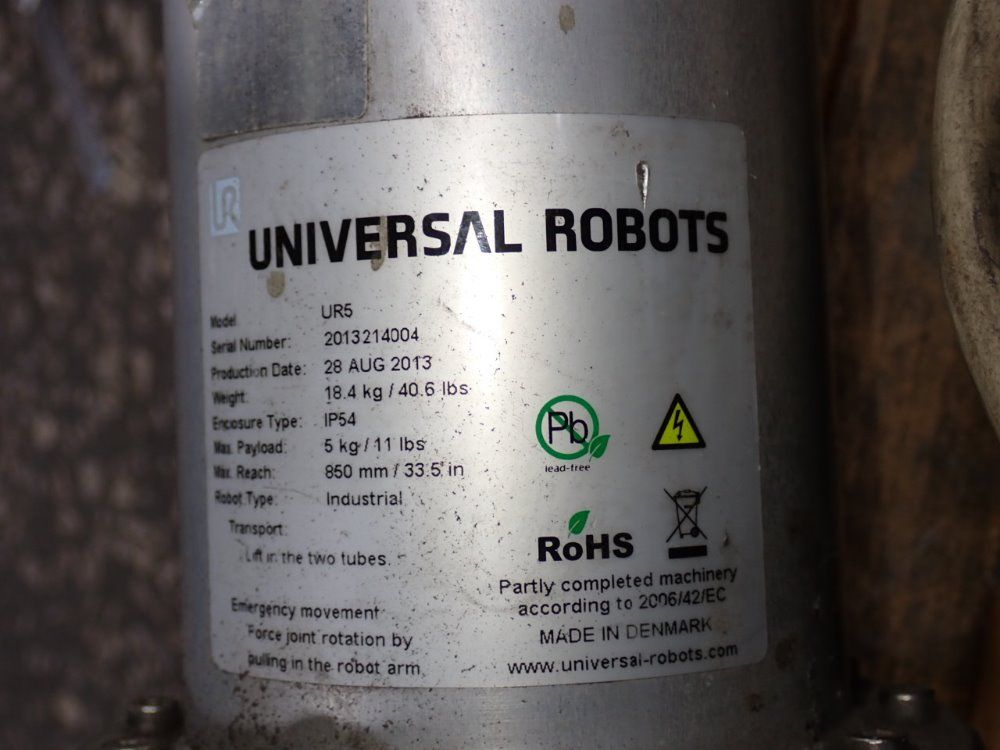 UR
UNIVERSAL ROBOTS
Model UR5
Serial Number: 2013214004
Production Date: 28 AUG 2013
Weight: 18.4 kg / 40.6 lbs
Encosure Type: IP54
Max. Payload: 5 kg / 11 lbs
Max. Reach: 850 mm / 33.5 in
Robot Type: Industrial
Transport:
Lift in the two tubes.
Emergency movement
Force joint rotation by
pulling in the robot arm
Pb
lead-free
RoHS
Partly completed machinery
according to 2006/42/EC
MADE IN DENMARK
www.universal-robots.com